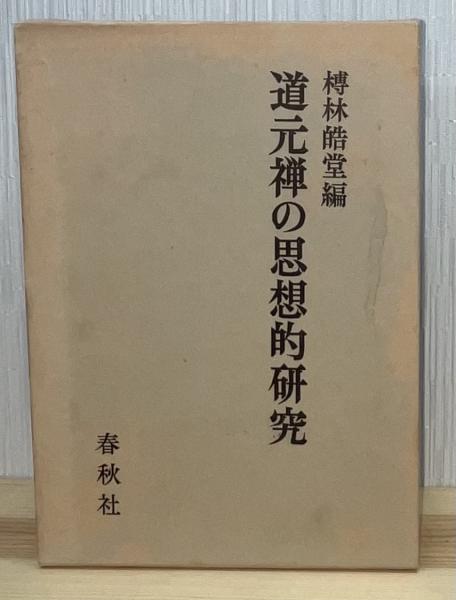 榑林皓堂編
道元禅の思想的研究
春秋社